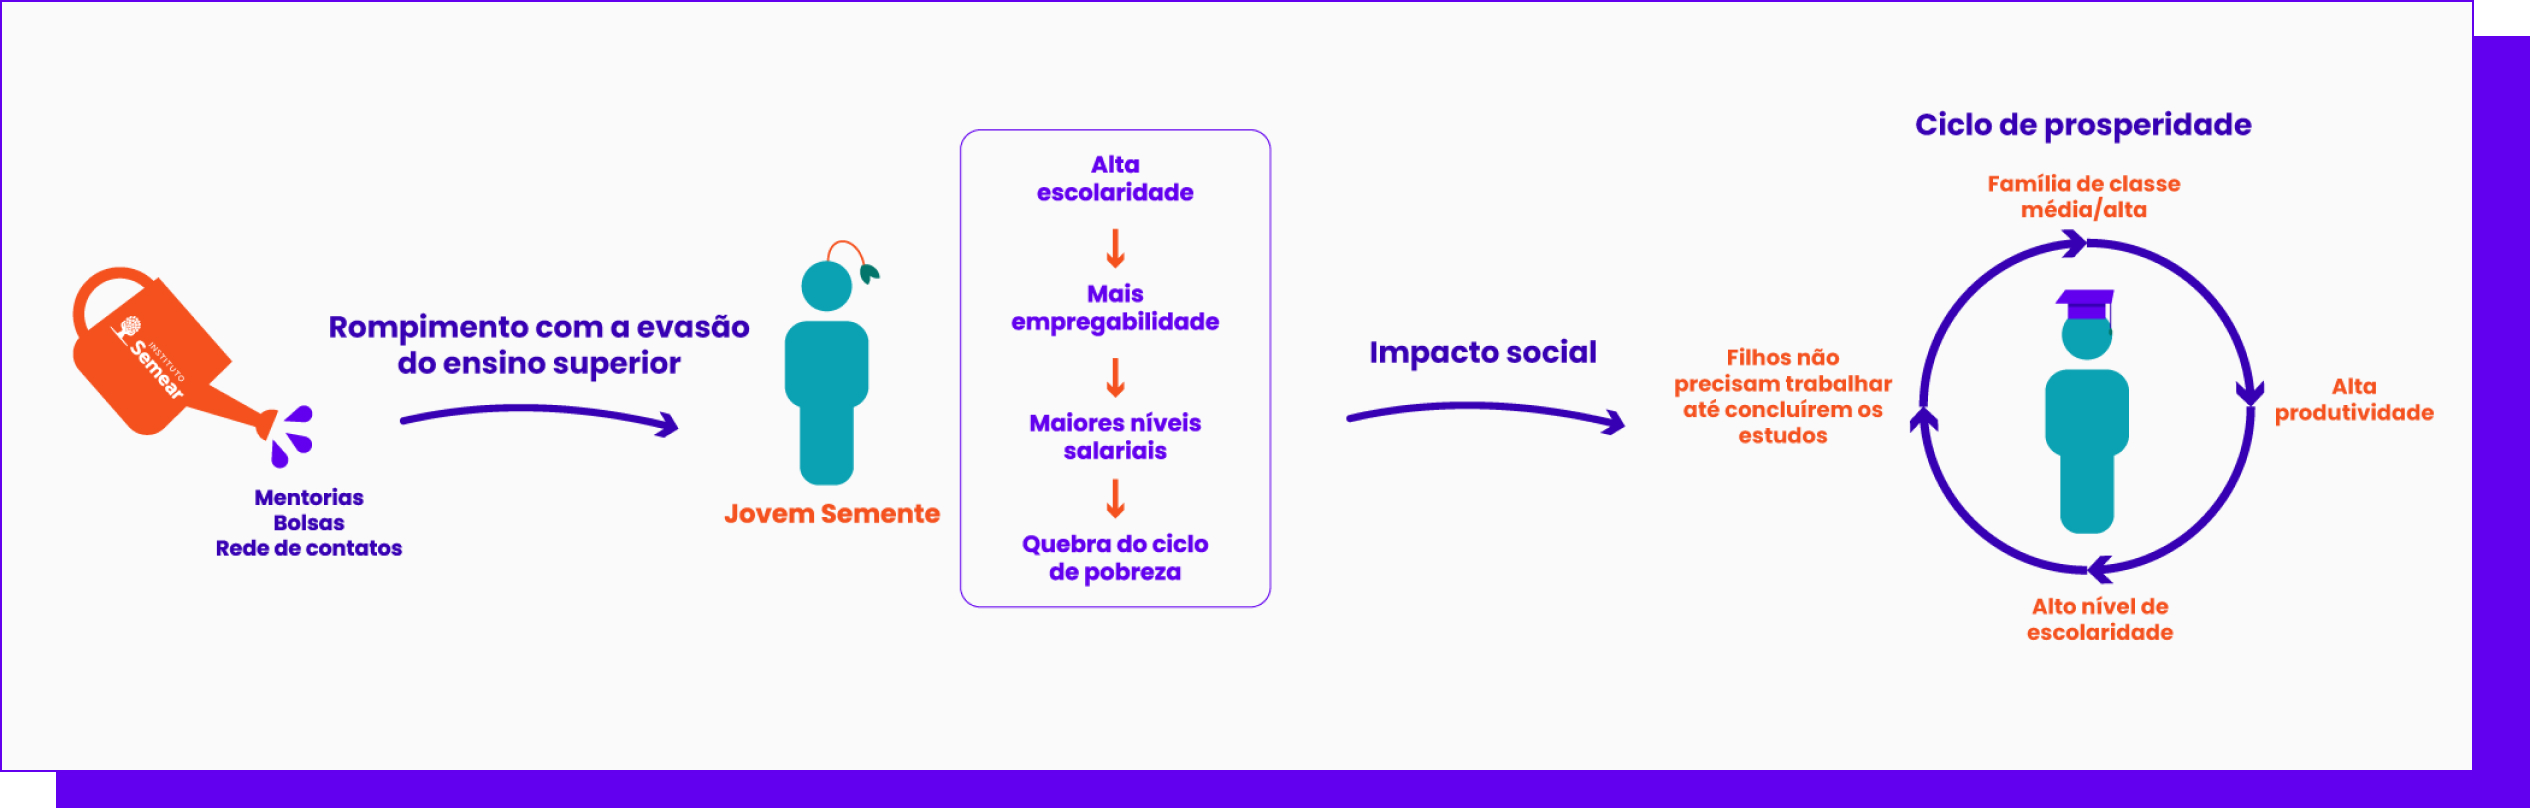 INSTITUTO
Semear
Mentorias
Bolsas
Rede de contatos
Rompimento com a evasão
do ensino superior
Jovem Semente
Alta
escolaridade
Mais
empregabilidade
Maiores níveis
salariais
Quebra do ciclo
de pobreza
Impacto social
Ciclo de prosperidade
Família de classe
média/alta
Alta
produtividade
Alto nível de
escolaridade
Filhos não
precisam trabalhar
até concluírem os
estudos